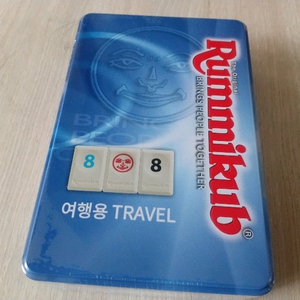 Rummikub®
BRINGS PEOPLE TOGETHER
8 8
여행용 TRAVEL